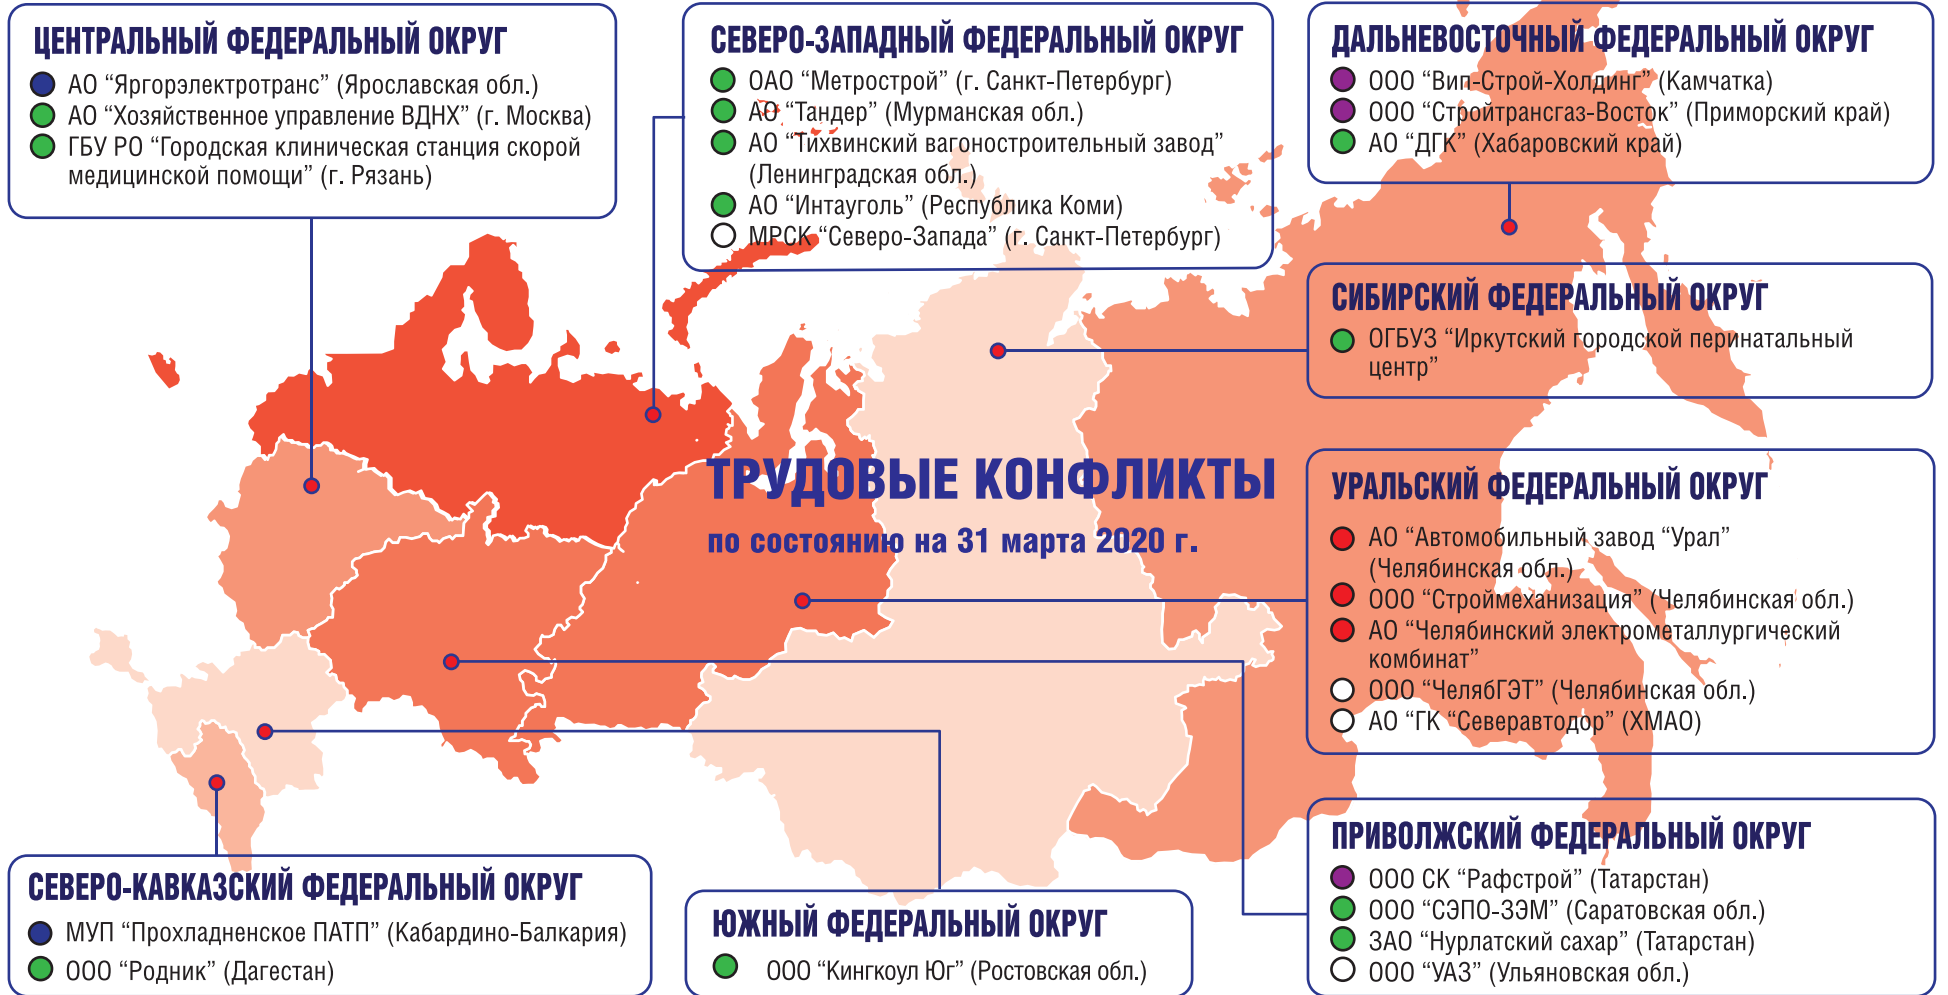 ЦЕНТРАЛЬНЫЙ ФЕДЕРАЛЬНЫЙ ОКРУГ
АО “Яргорэлектротранс” (Ярославская обл.)
АО “Хозяйственное управление ВДНХ” (г. Москва)
ГБУ РО “Городская клиническая станция скорой
медицинской помощи” (г. Рязань)
СЕВЕРО-ЗАПАДНЫЙ ФЕДЕРАЛЬНЫЙ ОКРУГ
ОАО “Метрострой” (г. Санкт-Петербург)
АО “Тандер” (Мурманская обл.)
АО “Тихвинский вагоностроительный завод”
(Ленинградская обл.)
АО “Интауголь” (Республика Коми)
МРСК “Северо-Запада” (г. Санкт-Петербург)
ДАЛЬНЕВОСТОЧНЫЙ ФЕДЕРАЛЬНЫЙ ОКРУГ
ООО “Вип-Строй-Холдинг” (Камчатка)
ООО “Стройтрансгаз-Восток” (Приморский край)
АО “ДГК” (Хабаровский край)
СИБИРСКИЙ ФЕДЕРАЛЬНЫЙ ОКРУГ
ОГБУЗ “Иркутский городской перинатальный
центр”
ТРУДОВЫЕ КОНФЛИКТЫ
по состоянию на 31 марта 2020 г.
УРАЛЬСКИЙ ФЕДЕРАЛЬНЫЙ ОКРУГ
АО “Автомобильный завод “Урал”
(Челябинская обл.)
ООО “Строймеханизация” (Челябинская обл.)
АО “Челябинский электрометаллургический
комбинат”
ООО “ЧелябГЭТ” (Челябинская обл.)
АО “ГК “Северавтодор” (ХМАО)
ПРИВОЛЖСКИЙ ФЕДЕРАЛЬНЫЙ ОКРУГ
ООО СК “Рафстрой” (Татарстан)
ООО “СЭПО-ЗЭМ” (Саратовская обл.)
ЗАО “Нурлатский сахар” (Татарстан)
ООО “УАЗ” (Ульяновская обл.)
СЕВЕРО-КАВКАЗСКИЙ ФЕДЕРАЛЬНЫЙ ОКРУГ
МУП “Прохладненское ПАТП” (Кабардино-Балкария)
ООО “Родник” (Дагестан)
ЮЖНЫЙ ФЕДЕРАЛЬНЫЙ ОКРУГ
ООО “Кингкоул Юг” (Ростовская обл.)